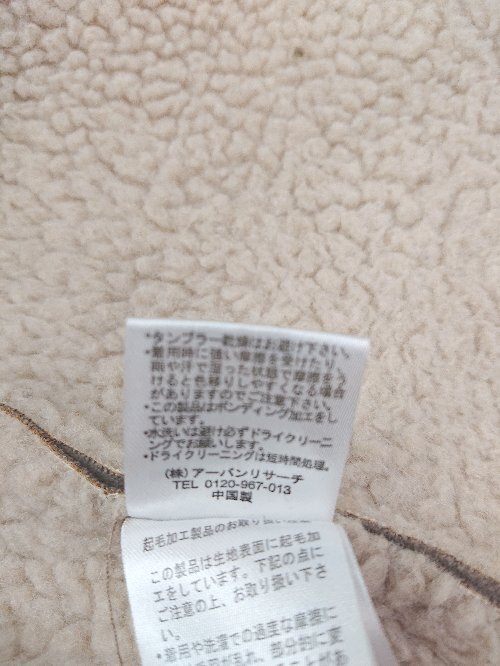 ・タンブラー乾燥はお避け下さい。
・着用時に強い摩擦を受けたり、
雨や汗で湿った状態で摩擦をう
けると色移りしやすくなる場合
がありますのでご注意下さい。
・この製品はボンディング加工をし
ています。
・水洗いは避け必ずドライクリーニ
ングでお願いします。
・ドライクリーニングは短時間処理。
(株)アーバンリサーチ
TEL 0120-967-013
中国製
起毛加工製品のお取り扱い
この製品は生地表面に起毛加
工をしています。下記の点に
ご注意の上、お取り扱い下さ
い。
・着用や洗濯での過度な摩擦に
部分的に変